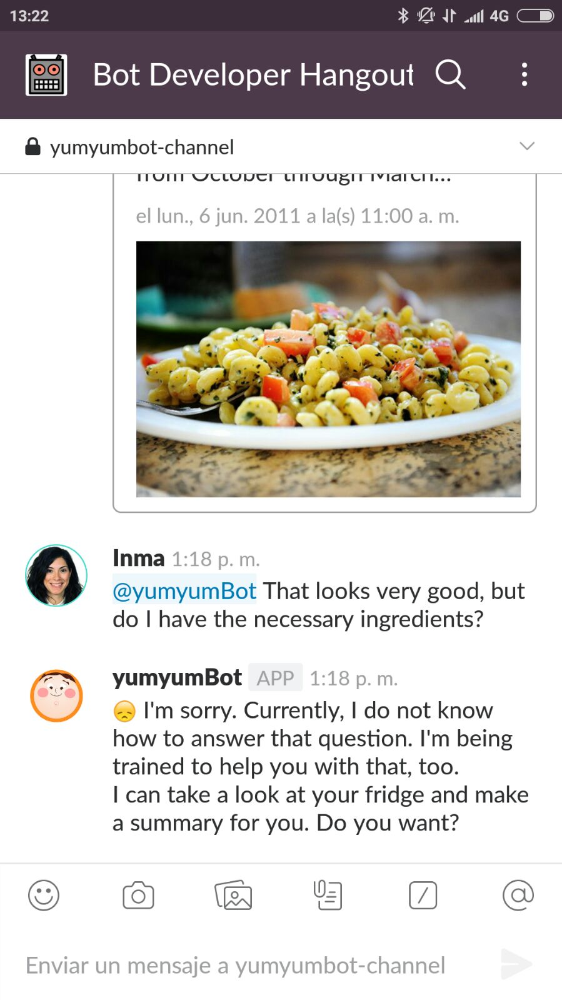 13:22
4G
Bot Developer Hangout
yumyumbot-channel
from October through March...
el lun., 6 jun. 2011 a la(s) 11:00 a. m.
Inma 1:18 p. m.
@yumyumBot That looks very good, but
do I have the necessary ingredients?
yumyumBot APP 1:18 p. m.
I'm sorry. Currently, I do not know
how to answer that question. I'm being
trained to help you with that, too.
I can take a look at your fridge and make
a summary for you. Do you want?
Enviar un mensaje a yumyumbot-channel